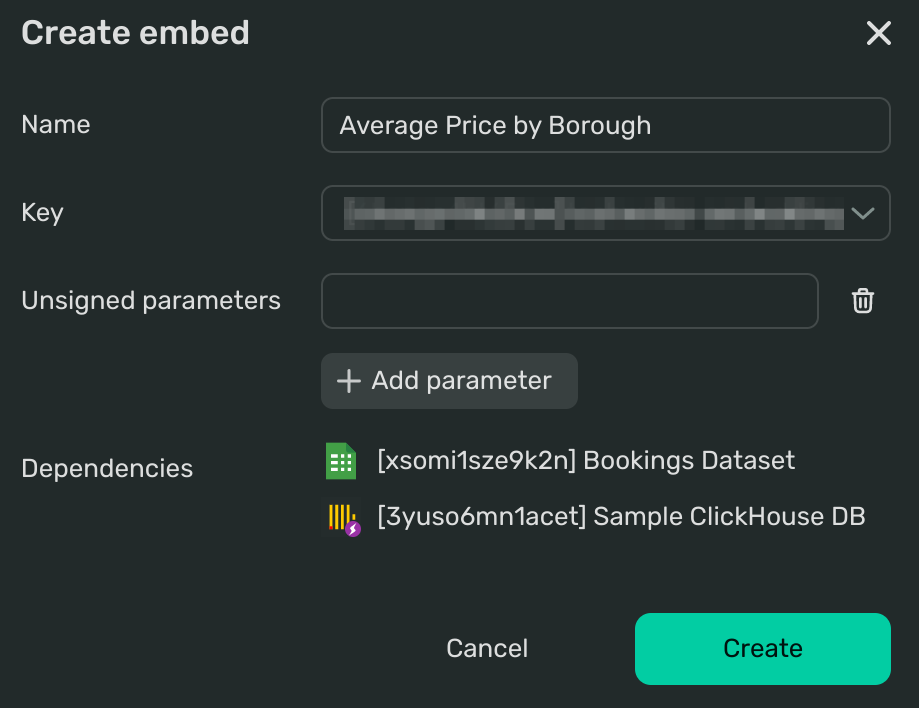 Create embed
Name
Average Price by Borough
Key
Unsigned parameters
Add parameter
Dependencies
[xsomi1sze9k2n] Bookings Dataset
[3yuso6mn1acet] Sample ClickHouse DB
Cancel
Create